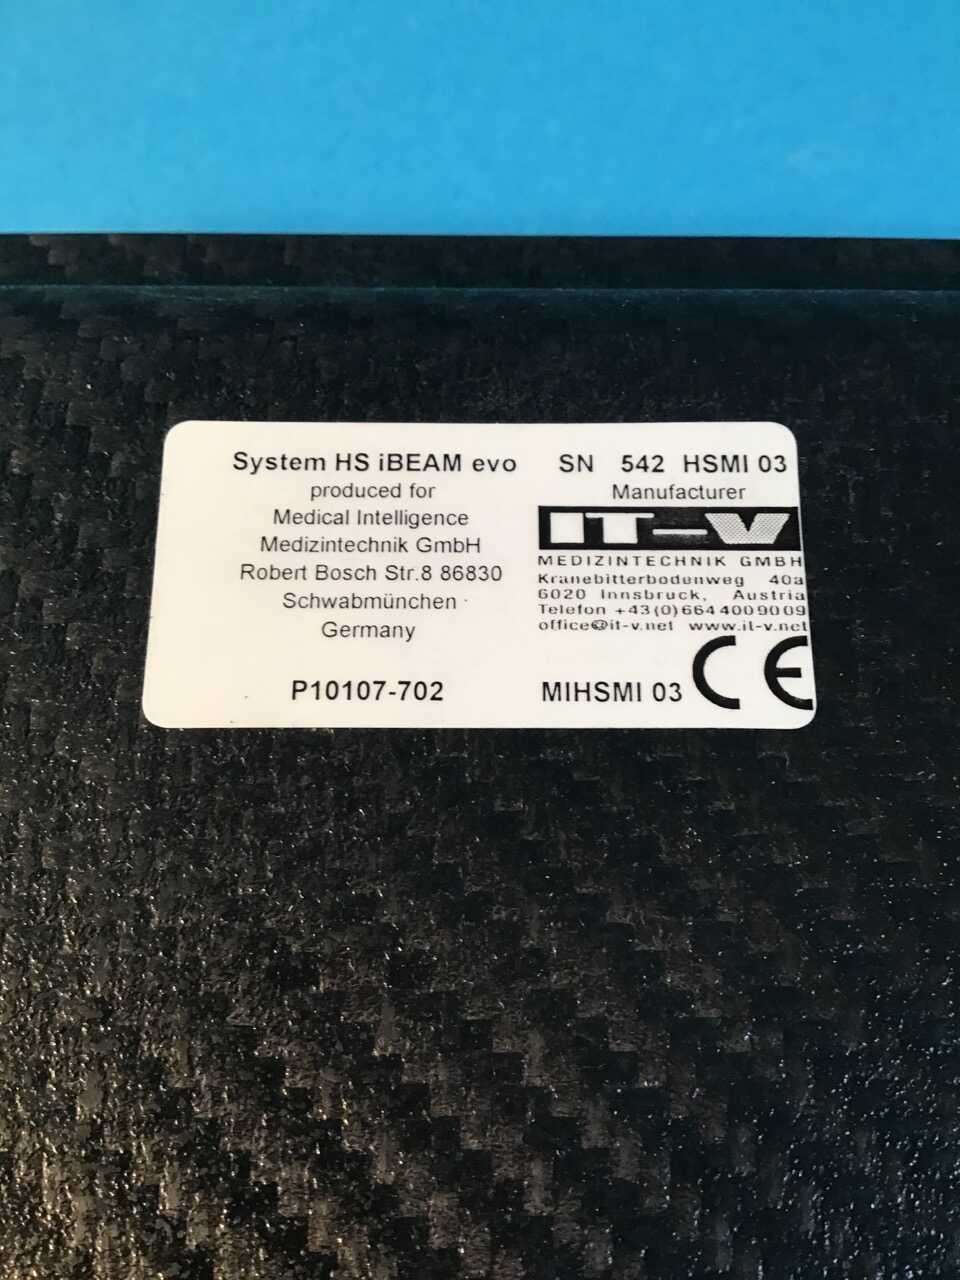 System HS iBEAM evo
produced for
Medical Intelligence
Medizintechnik GmbH
Robert Bosch Str.8 86830
Schwabmünchen
Germany
P10107-702
SN 542 HSMI 03
Manufacturer
IT-V
MEDIZINTECHNIK GMBH
Kranebitterbodenweg 40a
6020 Innsbruck, Austria
Telefon +43(0)664 400 90 09
office@it-v.net www.it-v.net
MIHSMI 03 CE